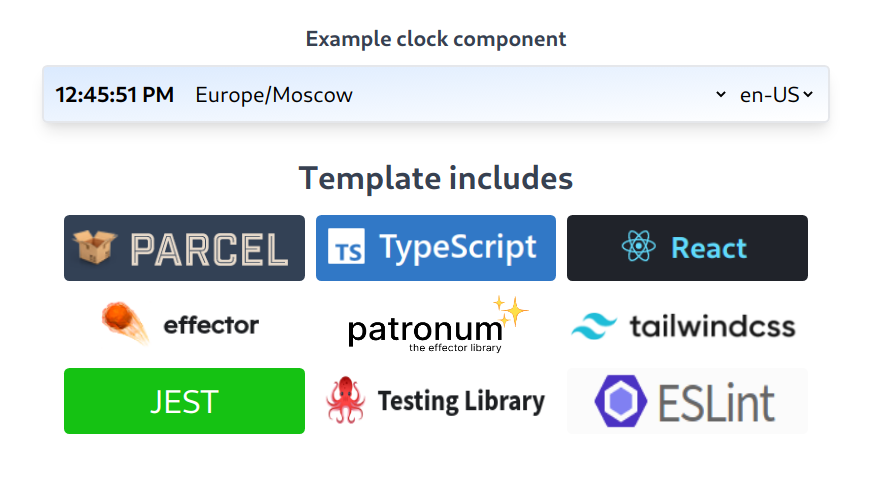 Example clock component
12:45:51 PM Europe/Moscow en-US
Template includes
PARCEL TS TypeScript React
effector patronum tailwindcss
the effector library
JEST Testing Library ESLint